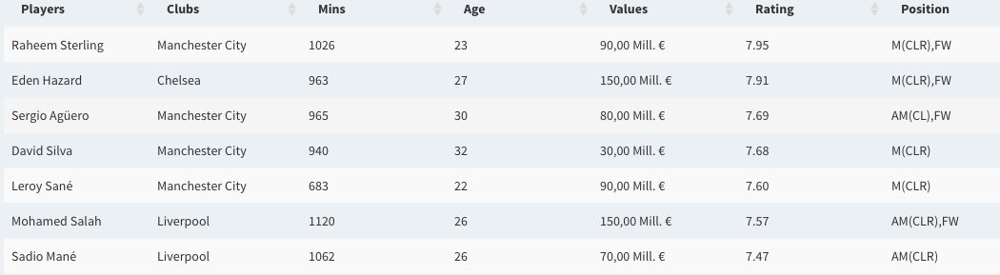 Players Clubs Mins Age Values Rating Position
Raheem Sterling Manchester City 1026 23 90,00 Mill. € 7.95 M(CLR),FW
Eden Hazard Chelsea 963 27 150,00 Mill. € 7.91 M(CLR),FW
Sergio Agüero Manchester City 965 30 80,00 Mill. € 7.69 AM(CL),FW
David Silva Manchester City 940 32 30,00 Mill. € 7.68 M(CLR)
Leroy Sané Manchester City 683 22 90,00 Mill. € 7.60 M(CLR)
Mohamed Salah Liverpool 1120 26 150,00 Mill. € 7.57 AM(CLR),FW
Sadio Mané Liverpool 1062 26 70,00 Mill. € 7.47 AM(CLR)